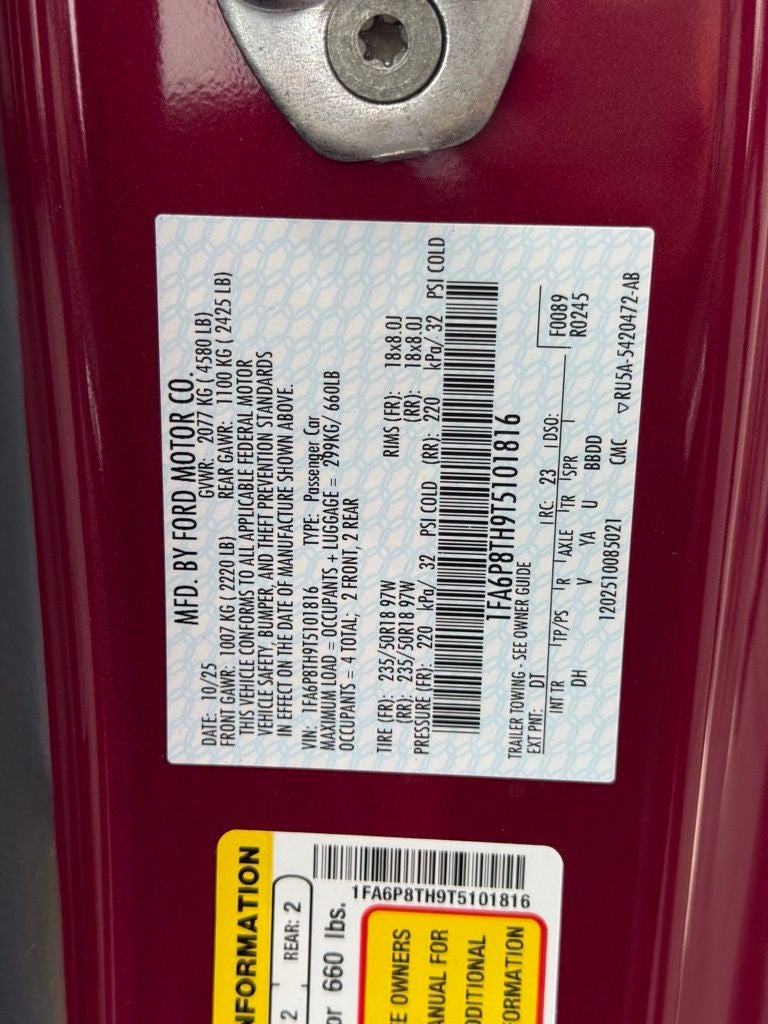 MFD. BY FORD MOTOR CO.
DATE: 10/25 GVWR: 2077 KG ( 4580 LB)
FRONT GAWR: 1007 KG ( 2220 LB) REAR GAWR: 1100 KG ( 2425 LB)
THIS VEHICLE CONFORMS TO ALL APPLICABLE FEDERAL MOTOR
VEHICLE SAFETY, BUMPER, AND THEFT PREVENTION STANDARDS
IN EFFECT ON THE DATE OF MANUFACTURE SHOWN ABOVE.
VIN: 1FA6P8TH9T5101816 TYPE: Passenger Car
MAXIMUM LOAD = OCCUPANTS + LUGGAGE = 299KG/ 660LB
OCCUPANTS = 4 TOTAL; 2 FRONT, 2 REAR
TIRE (FR): 235/50R18 97W RIMS (FR): 18x8.0J
(RR): 235/50R18 97W (RR): 18x8.0J
PRESSURE (FR): 220 kPa/ 32 PSI COLD (RR): 220 kPa/ 32 PSI COLD
1FA6P8TH9T5101816
TRAILER TOWING - SEE OWNER GUIDE
EXT PNT: DT RC: 23 DSO: F0089
INT TR TP/PS R AXLE TR SPR R0245
DH V YA U BBDD
1202510085021 CMC ▽RU5A-5420472-AB
NFORMATION
2 REAR: 2
or 660 lbs.
1FA6P8TH9T5101816
EE OWNERS
ANUAL FOR
DDITIONAL
FORMATION